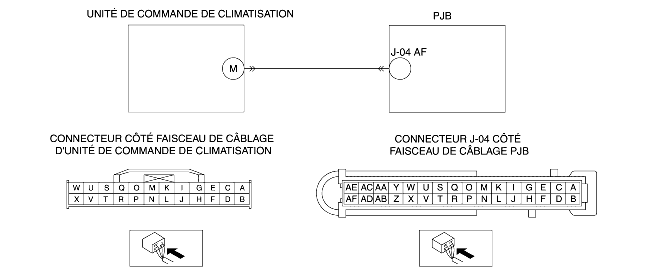 UNITÉ DE COMMANDE DE CLIMATISATION
PJB
J-04 AF
M
CONNECTEUR CÔTÉ FAISCEAU DE CÂBLAGE
D'UNITÉ DE COMMANDE DE CLIMATISATION
CONNECTEUR J-04 CÔTÉ
FAISCEAU DE CÂBLAGE PJB
W U S Q O M K I G E C A
X V T R P N L J H F D B
AE AC AA Y W U S Q O M K I G E C A
AF AD AB Z X V T R P N L J H F D B